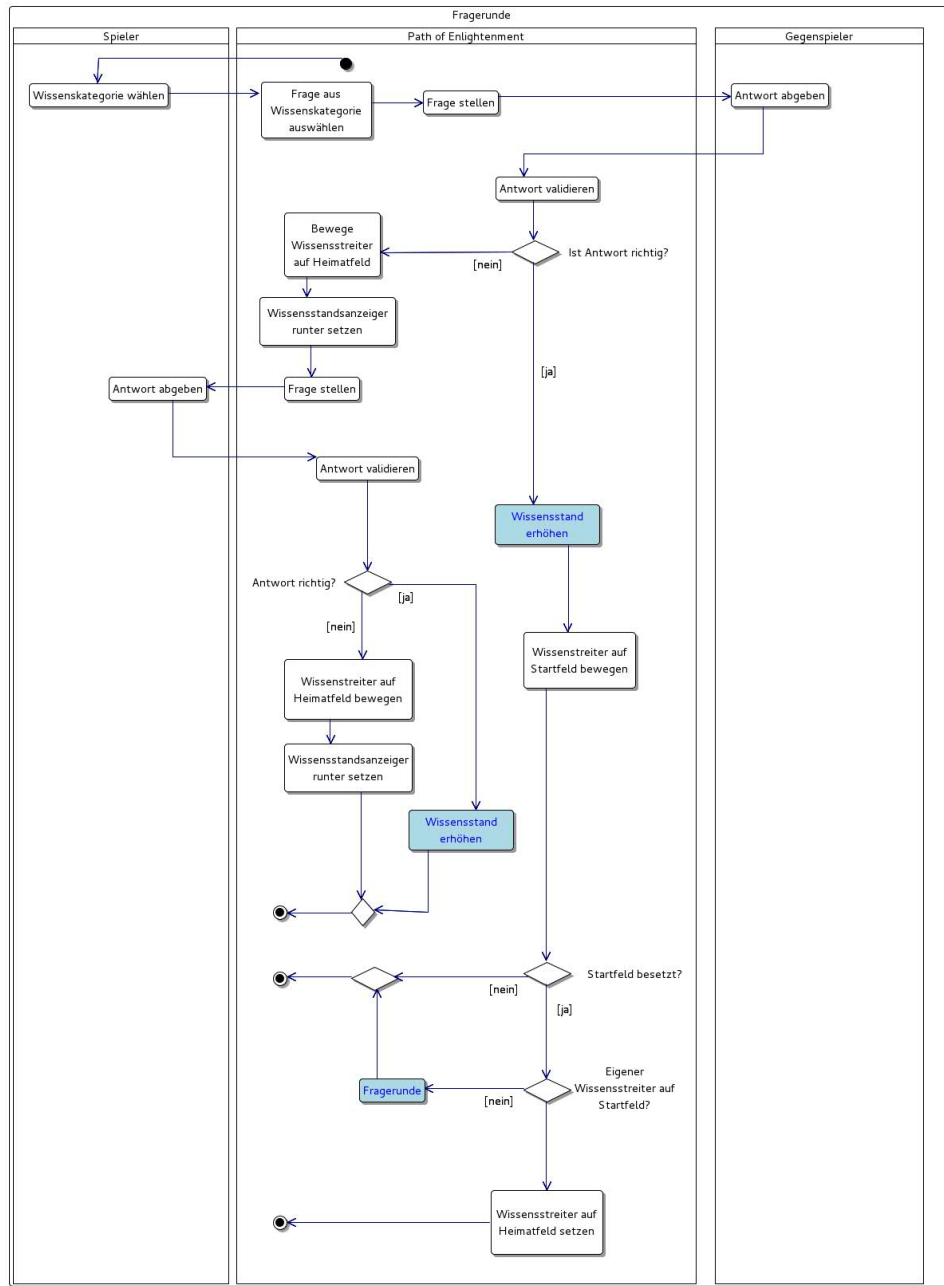 Fragerunde
Spieler
Path of Enlightenment
Gegenspieler
Wissenskategorie wählen
Frage aus
Wissenskategorie
auswählen
Frage stellen
Antwort abgeben
Antwort validieren
Bewege
Wissensstreiter
auf Heimatfeld
Ist Antwort richtig?
[nein]
Wissensstandsanzeiger
runter setzen
[ja]
Antwort abgeben
Frage stellen
Antwort validieren
Wissensstand
erhöhen
Antwort richtig?
[ja]
[nein]
Wissenstreiter auf
Startfeld bewegen
Wissenstreiter auf
Heimatfeld bewegen
Wissensstandsanzeiger
runter setzen
Wissensstand
erhöhen
Startfeld besetzt?
[nein]
[ja]
Eigener
Wissensstreiter auf
Startfeld?
Fragerunde
[nein]
Wissensstreiter auf
Heimatfeld setzen